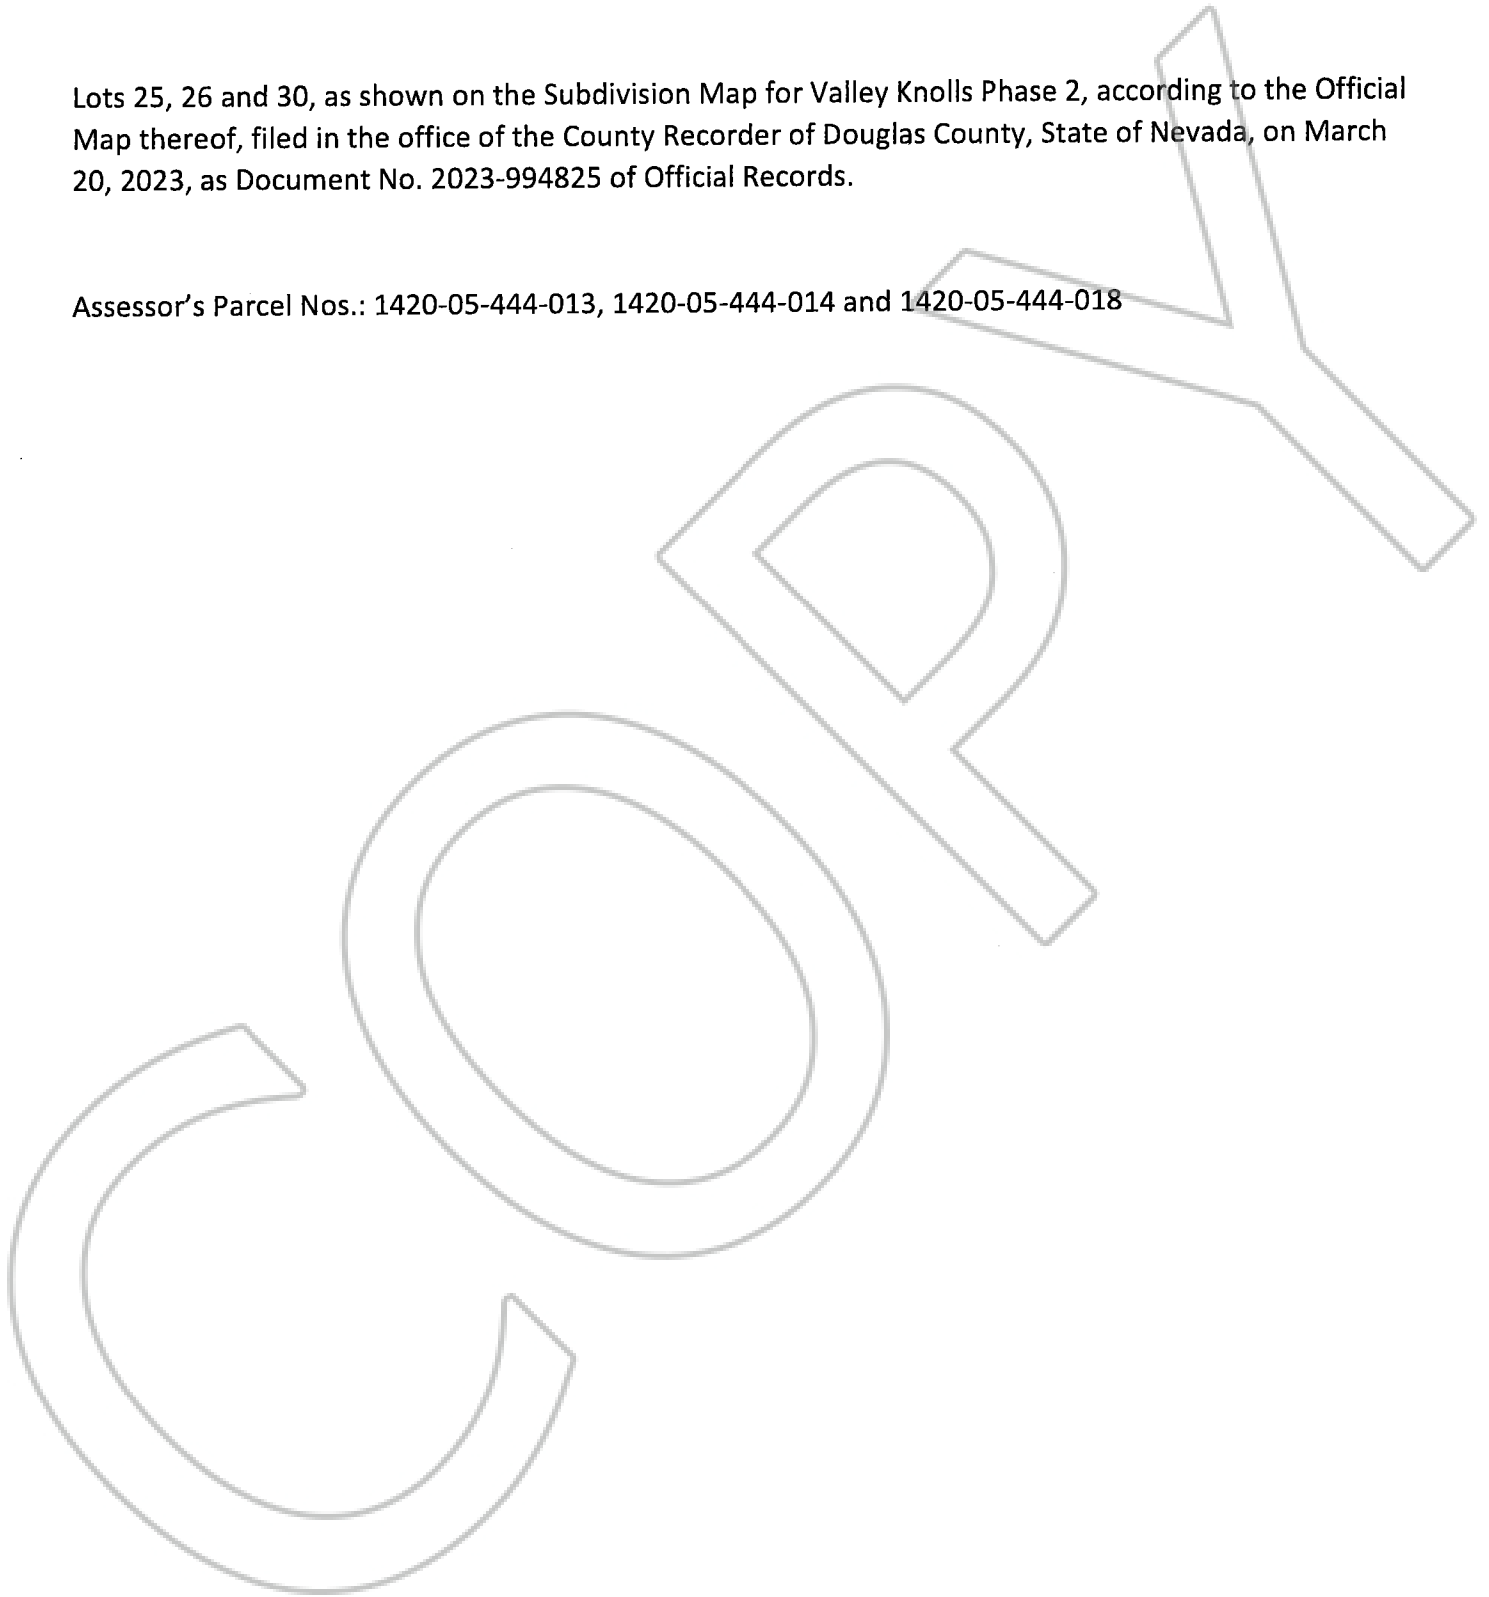 Lots 25, 26 and 30, as shown on the Subdivision Map for Valley Knolls Phase 2, according to the Official
Map thereof, filed in the office of the County Recorder of Douglas County, State of Nevada, on March
20, 2023, as Document No. 2023-994825 of Official Records.
Assessor's Parcel Nos.: 1420-05-444-013, 1420-05-444-014 and 1420-05-444-018
COPY